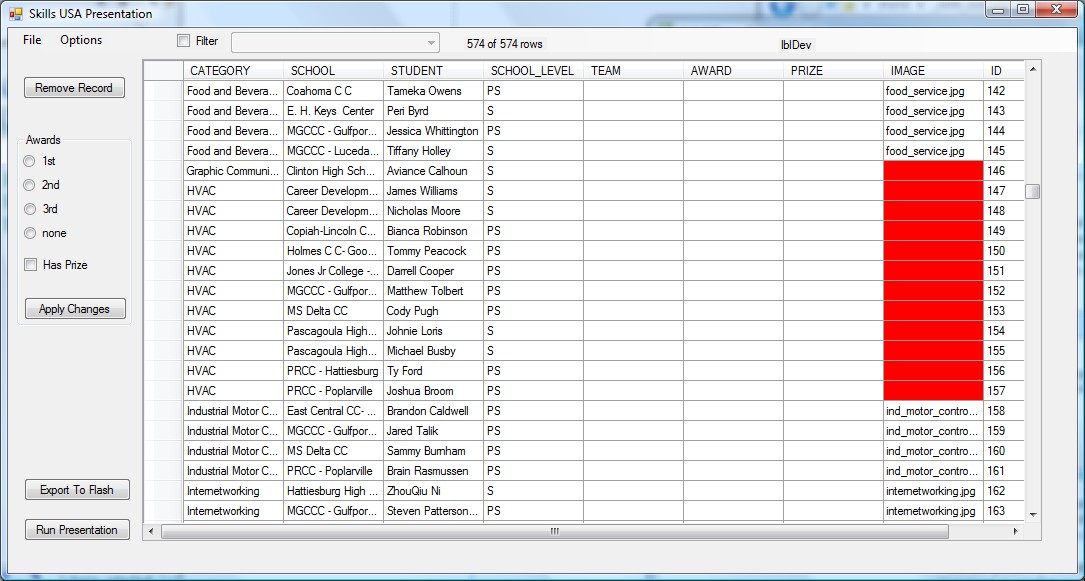 Skills USA Presentation
File Options Filter 574 of 574 rows lblDev
Remove Record
Awards
1st
2nd
3rd
none
Has Prize
Apply Changes
Export To Flash
Run Presentation
CATEGORY SCHOOL STUDENT SCHOOL_LEVEL TEAM AWARD PRIZE IMAGE ID
Food and Bevera... Coahoma C C Tameka Owens PS food_service.jpg 142
Food and Bevera... E. H. Keys Center Peri Byrd S food_service.jpg 143
Food and Bevera... MGCCC - Gulfpor... Jessica Whittington PS food_service.jpg 144
Food and Bevera... MGCCC - Luceda... Tiffany Holley S food_service.jpg 145
Graphic Communi... Clinton High Sch... Aviance Calhoun S 146
HVAC Career Developm... James Williams S 147
HVAC Career Developm... Nicholas Moore S 148
HVAC Copiah-Lincoln C... Bianca Robinson PS 149
HVAC Holmes C C- Goo... Tommy Peacock PS 150
HVAC Jones Jr College -... Darrell Cooper PS 151
HVAC MGCCC - Gulfpor... Matthew Tolbert PS 152
HVAC MS Delta CC Cody Pugh PS 153
HVAC Pascagoula High... Johnie Loris S 154
HVAC Pascagoula High... Michael Busby S 155
HVAC PRCC - Hattiesburg Ty Ford PS 156
HVAC PRCC - Poplarville Joshua Broom PS 157
Industrial Motor C... East Central CC- ... Brandon Caldwell PS ind_motor_contro... 158
Industrial Motor C... MGCCC - Gulfpor... Jared Talik PS ind_motor_contro... 159
Industrial Motor C... MS Delta CC Sammy Burnham PS ind_motor_contro... 160
Industrial Motor C... PRCC - Poplarville Brain Rasmussen PS ind_motor_contro... 161
Internetworking Hattiesburg High ... ZhouQiu Ni S internetworking.jpg 162
Internetworking MGCCC - Gulfpor... Steven Patterson... PS internetworking.jpg 163